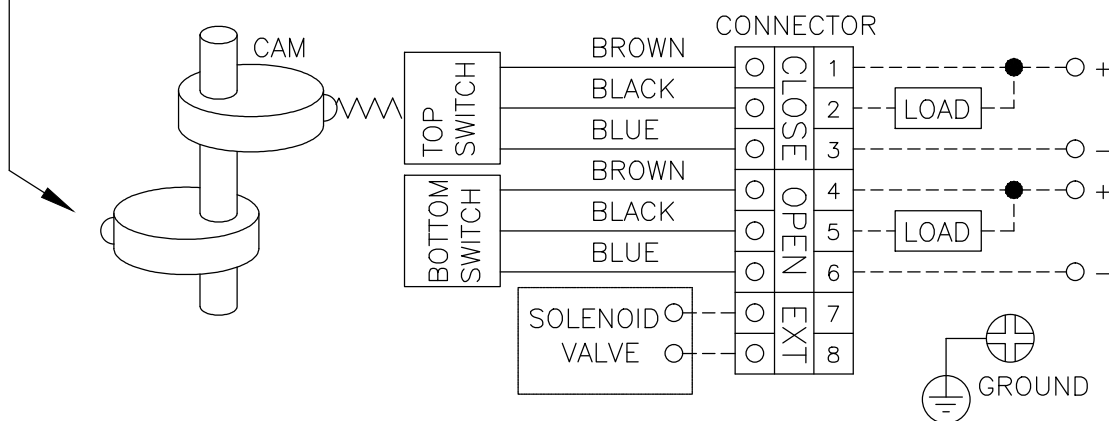 CAM
TOP
SWITCH
BOTTOM
SWITCH
BROWN
BLACK
BLUE
BROWN
BLACK
BLUE
SOLENOID
VALVE
CONNECTOR
CLOSE
OPEN
EXT
1
2
3
4
5
6
7
8
LOAD
LOAD
+
−
+
−
GROUND